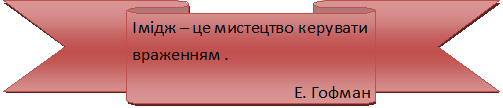 Імідж – це мистецтво керувати
враженням .
Е. Гофман